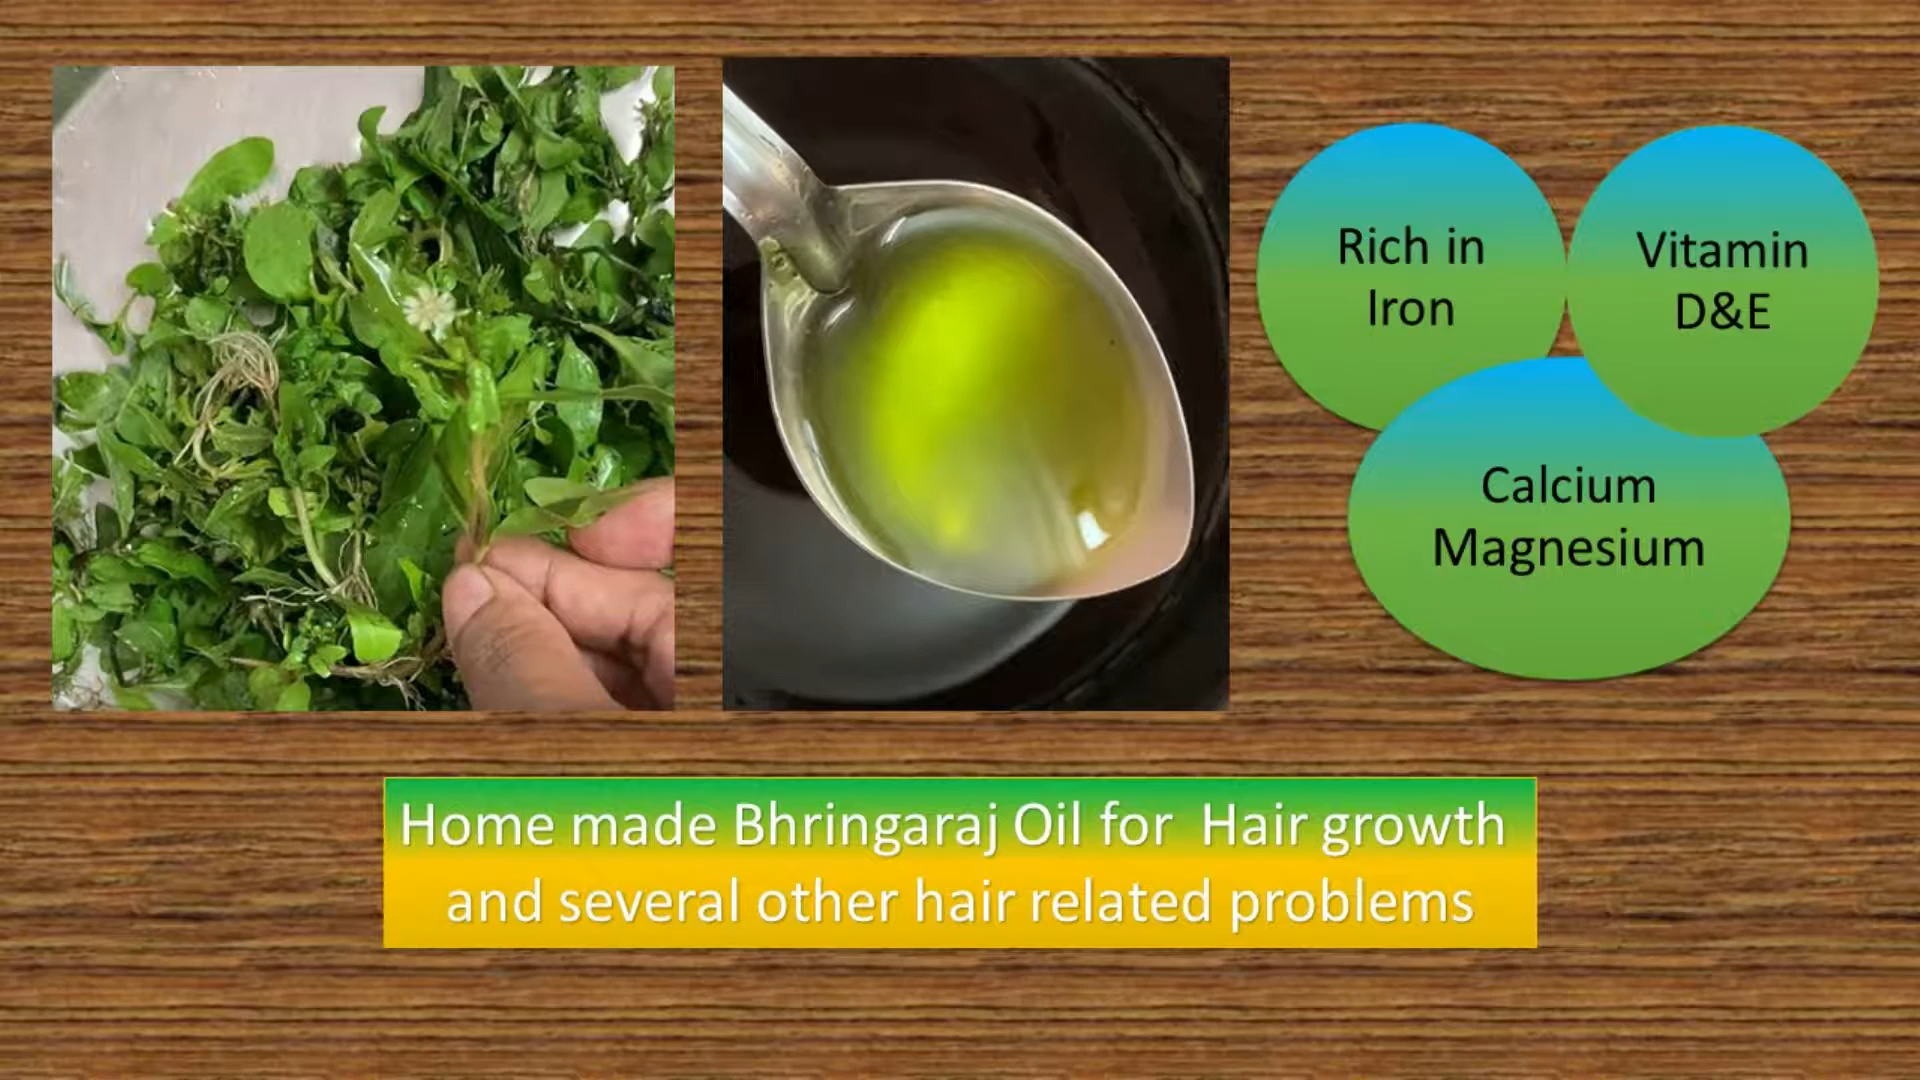 Rich in
Iron
Vitamin
D&E
Calcium
Magnesium
Home made Bhringaraj Oil for  Hair growth
and several other hair related problems